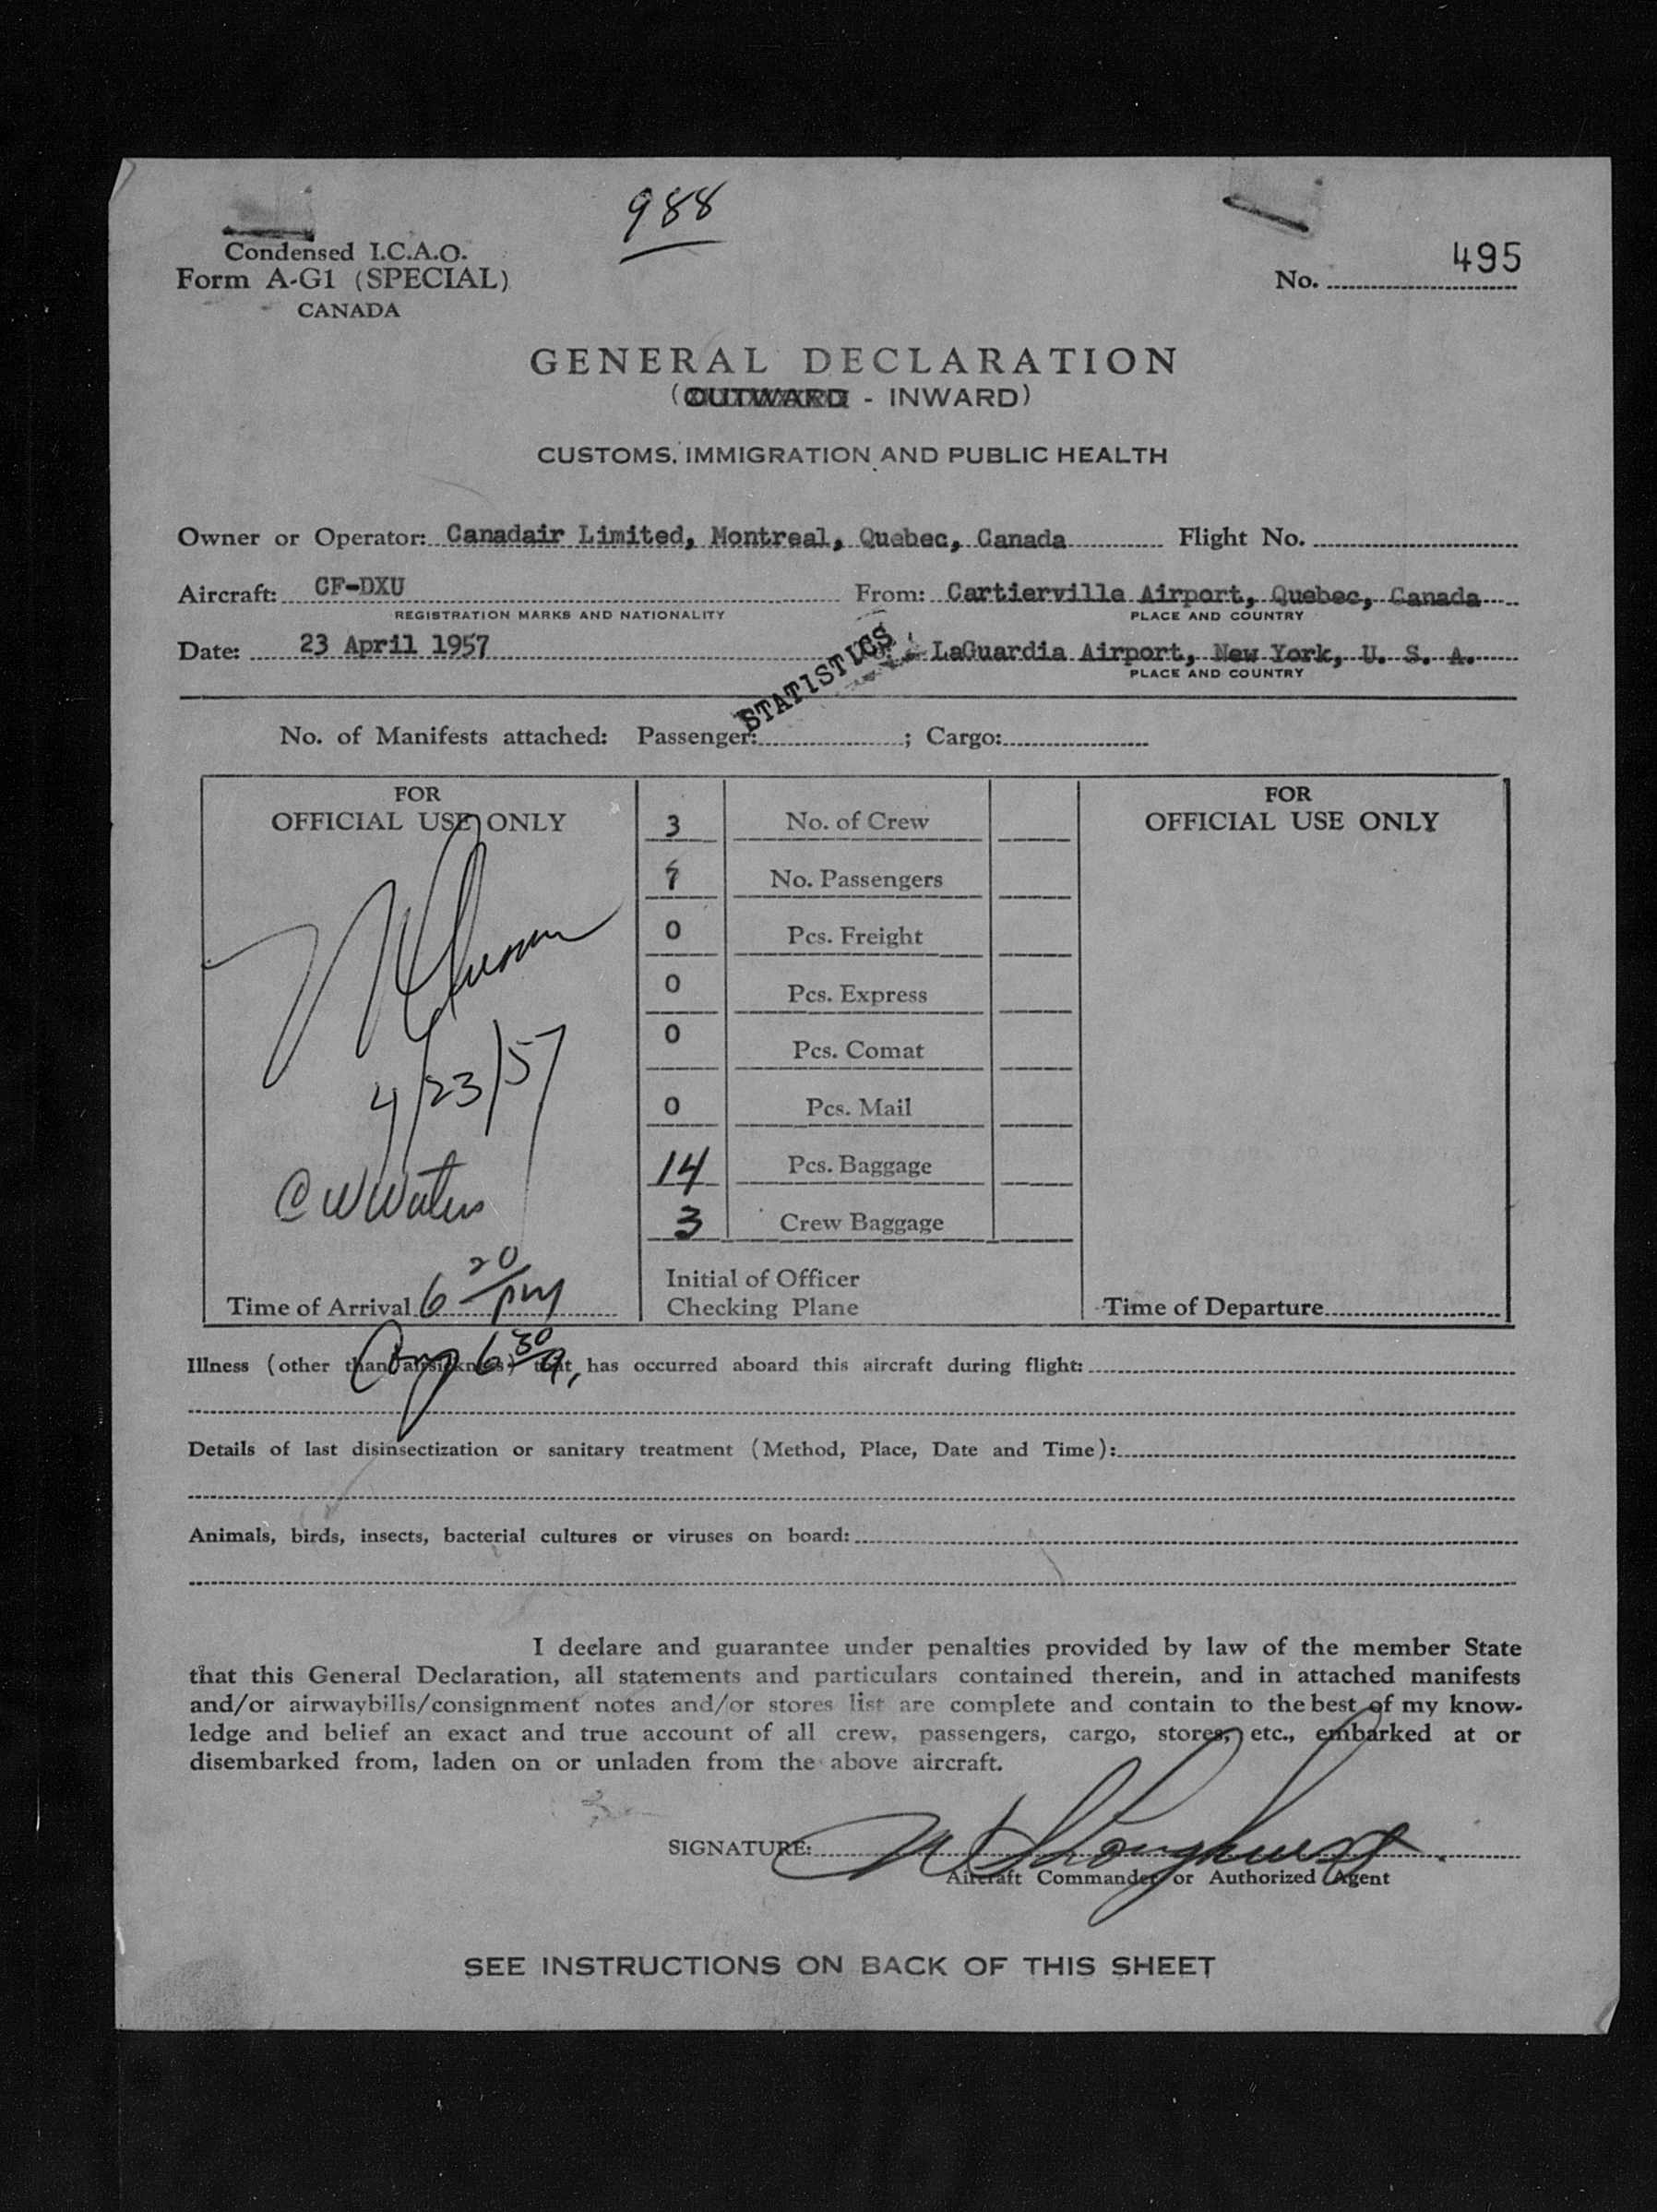 988
Condensed I.C.A.O.
Form A-G1 (SPECIAL)
CANADA
No. 495
GENERAL DECLARATION
(OUTWARD - INWARD)
CUSTOMS, IMMIGRATION AND PUBLIC HEALTH
Owner or Operator: Canadair Limited, Montreal, Quebec, Canada Flight No.
Aircraft: CF-DXU From: Cartierville Airport, Quebec, Canada
REGISTRATION MARKS AND NATIONALITY PLACE AND COUNTRY
Date: 23 April 1957 LaGuardia Airport, New York, U. S. A.
PLACE AND COUNTRY
STATISTICS
No. of Manifests attached: Passenger: ; Cargo:
FOR
OFFICIAL USE ONLY
4/23/57
C W Waters
Time of Arrival 6 20 pm
3 No. of Crew
No. Passengers
0 Pcs. Freight
0 Pcs. Express
0 Pcs. Comat
0 Pcs. Mail
14 Pcs. Baggage
3 Crew Baggage
Initial of Officer
Checking Plane
FOR
OFFICIAL USE ONLY
Time of Departure
6 30
Illness (other than airsickness) that has occurred aboard this aircraft during flight:
Details of last disinsectization or sanitary treatment (Method, Place, Date and Time):
Animals, birds, insects, bacterial cultures or viruses on board:
I declare and guarantee under penalties provided by law of the member State
that this General Declaration, all statements and particulars contained therein, and in attached manifests
and/or airwaybills/consignment notes and/or stores list are complete and contain to the best of my know-
ledge and belief an exact and true account of all crew, passengers, cargo, stores, etc., embarked at or
disembarked from, laden on or unladen from the above aircraft.
SIGNATURE: Longhurst
Aircraft Commander or Authorized Agent
SEE INSTRUCTIONS ON BACK OF THIS SHEET